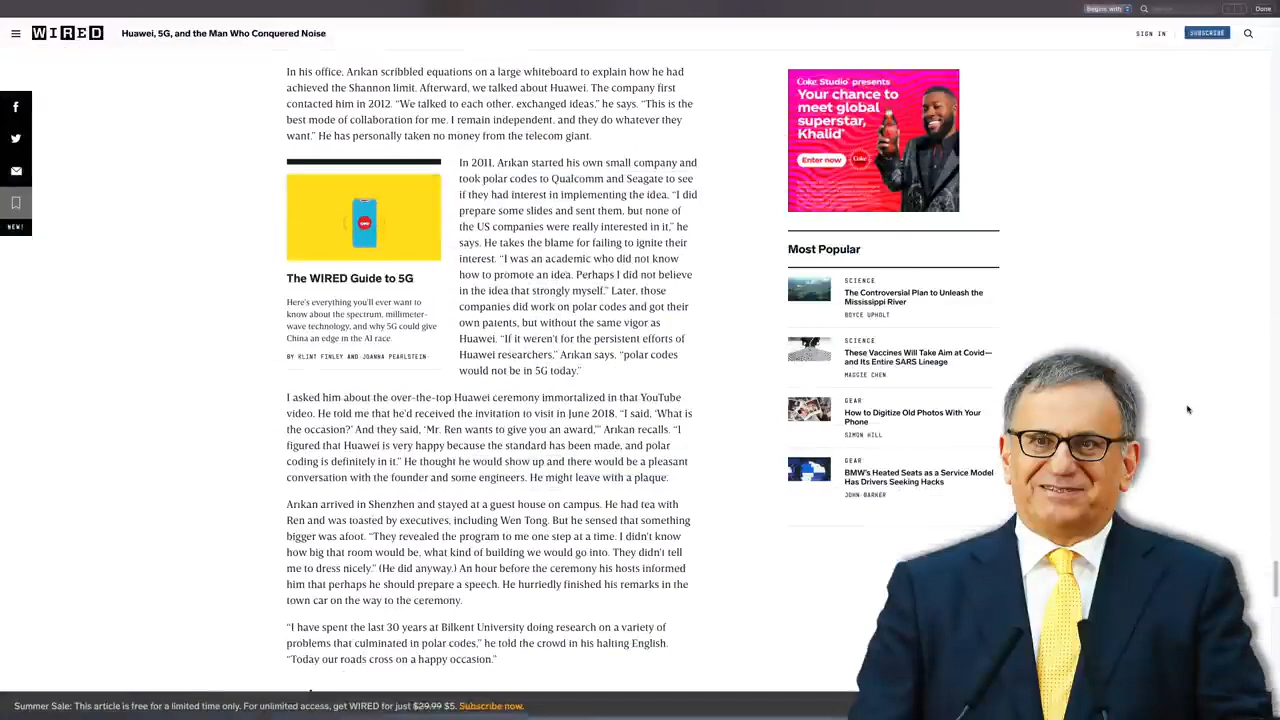 Begins with
Done
WIRED
Huawei, 5G, and the Man Who Conquered Noise
SIGN IN
SUBSCRIBE
In his office, Arıkan scribbled equations on a large whiteboard to explain how he had
achieved the Shannon limit. Afterward, we talked about Huawei. The company first
contacted him in 2012. “We talked to each other, exchanged ideas,” he says. “This is the
best mode of collaboration for me. I remain independent, and they do whatever they
want.” He has personally taken no money from the telecom giant.
NEW!
The WIRED Guide to 5G
Here's everything you'll ever want to
know about the spectrum, millimeter-
wave technology, and why 5G could give
China an edge in the AI race.
BY KLINT FINLEY AND JOANNA PEARLSTEIN
In 2011, Arıkan started his own small company and
took polar codes to Qualcomm and Seagate to see
if they had interest in implementing the idea. “I did
prepare some slides and sent them, but none of
the US companies were really interested in it,” he
says. He takes the blame for failing to ignite their
interest. “I was an academic who did not know
how to promote an idea. Perhaps I did not believe
in the idea that strongly myself.” Later, those
companies did work on polar codes and got their
own patents, but without the same vigor as
Huawei. “If it weren't for the persistent efforts of
Huawei researchers,” Arıkan says, “polar codes
would not be in 5G today.”
I asked him about the over-the-top Huawei ceremony immortalized in that YouTube
video. He told me that he'd received the invitation to visit in June 2018. “I said, ‘What is
the occasion?’ And they said, ‘Mr. Ren wants to give you an award,’” Arıkan recalls. “I
figured that Huawei is very happy because the standard has been made, and polar
coding is definitely in it.” He thought he would show up and there would be a pleasant
conversation with the founder and some engineers. He might leave with a plaque.
Arıkan arrived in Shenzhen and stayed at a guest house on campus. He had tea with
Ren and was toasted by executives, including Wen Tong. But he sensed that something
bigger was afoot. “They revealed the program to me one step at a time. I didn't know
how big that room would be, what kind of building we would go into. They didn't tell
me to dress nicely.” (He did anyway.) An hour before the ceremony his hosts informed
him that perhaps he should prepare a speech. He hurriedly finished his remarks in the
town car on the way to the ceremony.
“I have spent the last 30 years at Bilkent University doing research on a variety of
problems that culminated in polar codes,” he told the crowd in his halting English.
“Today our roads cross on a happy occasion.”
Coke Studio presents
Your chance to
meet global
superstar,
Khalid*
Enter now
Coke
Most Popular
SCIENCE
The Controversial Plan to Unleash the
Mississippi River
BOYCE UPHOLT
SCIENCE
These Vaccines Will Take Aim at Covid—
and Its Entire SARS Lineage
MAGGIE CHEN
GEAR
How to Digitize Old Photos With Your
Phone
SIMON HILL
GEAR
BMW's Heated Seats as a Service Model
Has Drivers Seeking Hacks
JOHN BARKER
Summer Sale: This article is free for a limited time only. For unlimited access, get WIRED for just $29.99 $5. Subscribe now.